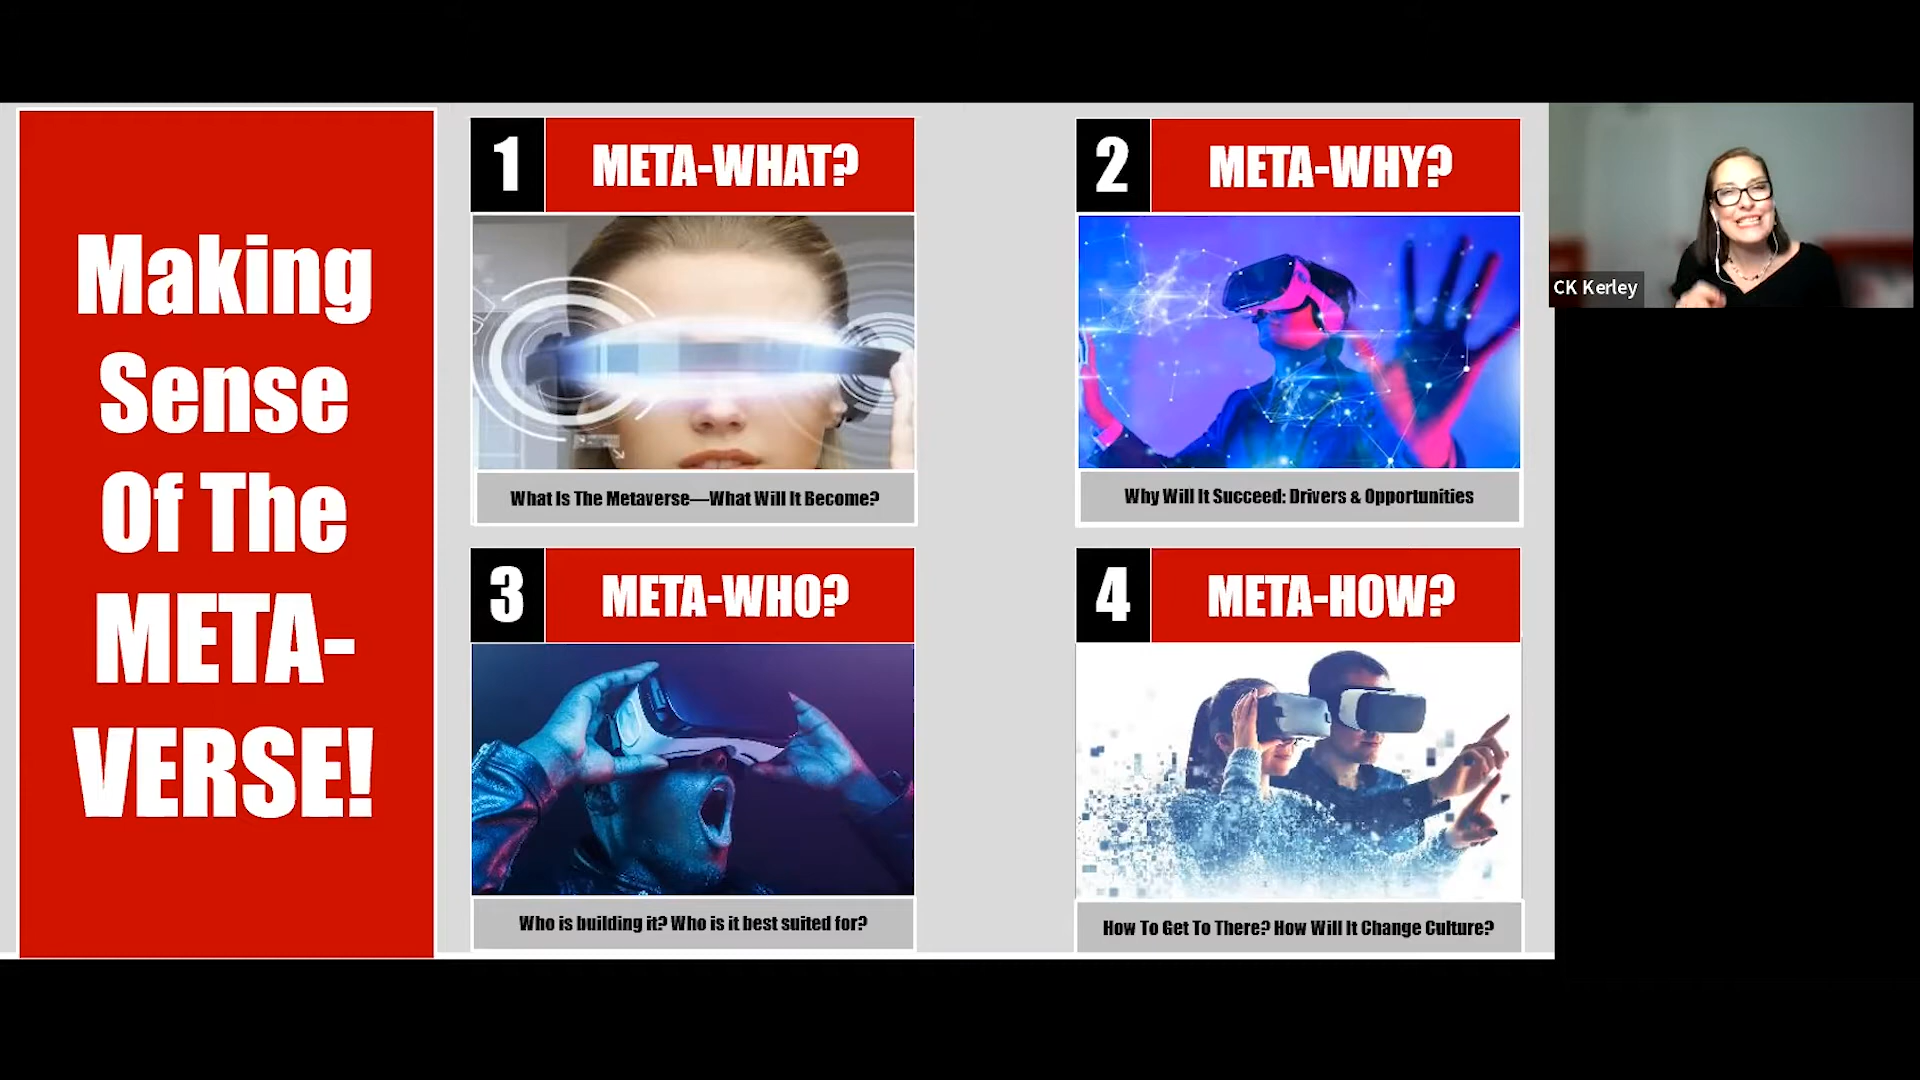 Making
Sense
Of The
META-
VERSE!
1 META-WHAT?
What Is The Metaverse—What Will It Become?
2 META-WHY?
Why Will It Succeed: Drivers & Opportunities
3 META-WHO?
Who is building it? Who is it best suited for?
4 META-HOW?
How To Get To There? How Will It Change Culture?
CK Kerley